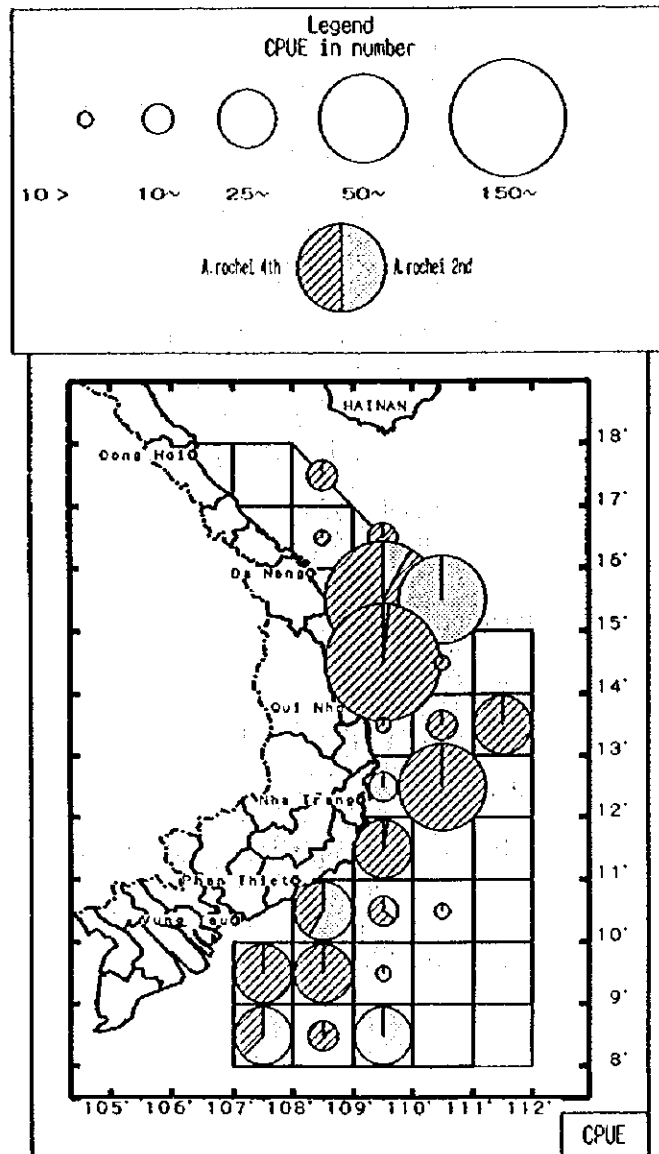 Legend
CPUE in number
10 > 10~ 25~ 50~ 150~
A.rochei 4th A.rochei 2nd
HAINAN
18'
Dong Hoi
17'
16'
Da Nang
15'
14'
Qui Nho
13'
Nha Trang
12'
Phan Thiet
11'
Vung Tau
10'
9'
8'
105' 106' 107' 108' 109' 110' 111' 112'
CPUE